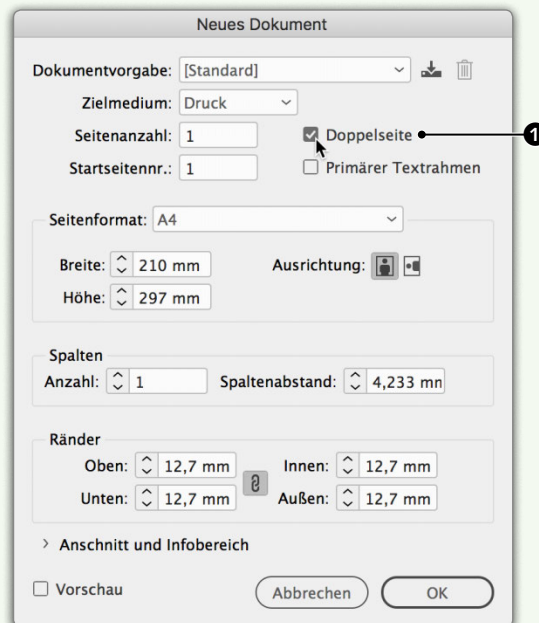 Neues Dokument
Dokumentvorgabe: [Standard]
Zielmedium: Druck
Seitenanzahl: 1 Doppelseite 1
Startseitennr.: 1 Primärer Textrahmen
Seitenformat: A4
Breite: 210 mm Ausrichtung:
Höhe: 297 mm
Spalten
Anzahl: 1 Spaltenabstand: 4,233 mm
Ränder
Oben: 12,7 mm Innen: 12,7 mm
Unten: 12,7 mm Außen: 12,7 mm
> Anschnitt und Infobereich
Vorschau Abbrechen OK